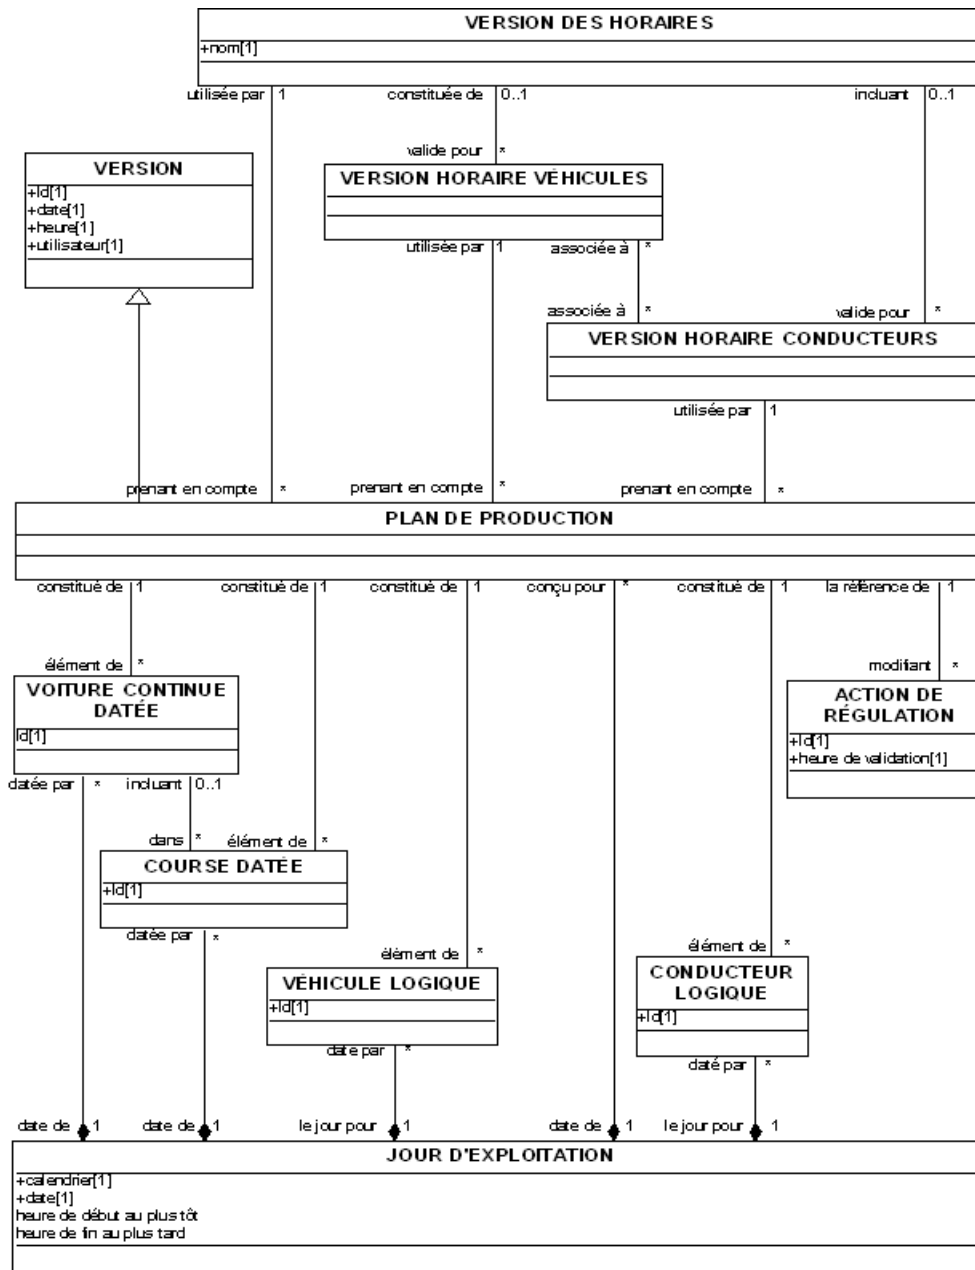 VERSION DES HORAIRES
+nom[1]
utilisée par 1 constituée de 0..1 incluant 0..1
VERSION
+Id[1]
+date[1]
+heure[1]
+utilisateur[1]
valide pour *
VERSION HORAIRE VÉHICULES
utilisée par 1 associée à *
associée à * valide pour *
VERSION HORAIRE CONDUCTEURS
utilisée par 1
prenant en compte * prenant en compte * prenant en compte *
PLAN DE PRODUCTION
constitué de 1 constitué de 1 constitué de 1 conçu pour * constitué de 1 la référence de 1
élément de * modifiant *
VOITURE CONTINUE
DATÉE
Id[1]
ACTION DE
RÉGULATION
+Id[1]
+heure de validation[1]
datée par * incluant 0..1
dans * élément de *
COURSE DATÉE
+Id[1]
datée par *
élément de * élément de *
VÉHICULE LOGIQUE
+Id[1]
CONDUCTEUR
LOGIQUE
+Id[1]
date par * daté par *
date de 1 date de 1 le jour pour 1 date de 1 le jour pour 1
JOUR D'EXPLOITATION
+calendrier[1]
+date[1]
heure de début au plus tôt
heure de fin au plus tard